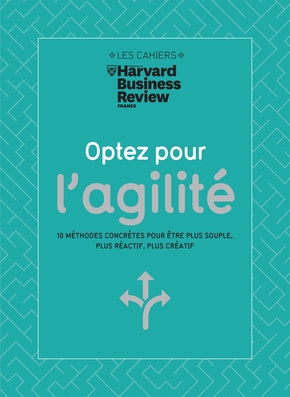 LES CAHIERS
Harvard
Business
Review
FRANCE
Optez pour
l'agilité
10 MÉTHODES CONCRÈTES POUR ÊTRE PLUS SOUPLE,
PLUS RÉACTIF, PLUS CRÉATIF